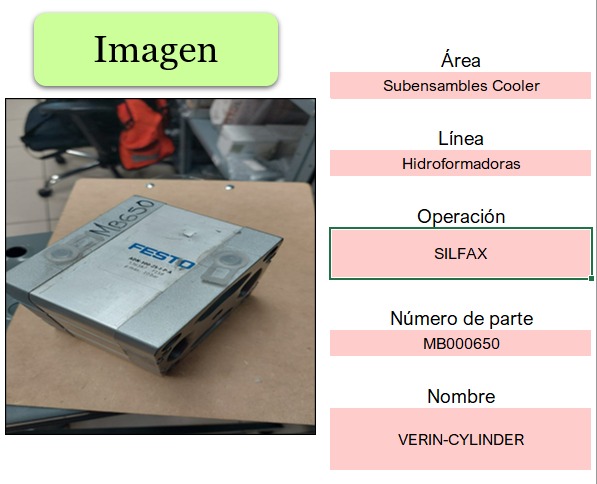 Imagen
Área
Subensambles Cooler
Línea
Hidroformadoras
Operación
SILFAX
Número de parte
MB000650
Nombre
VERIN-CYLINDER
MB650
FESTO